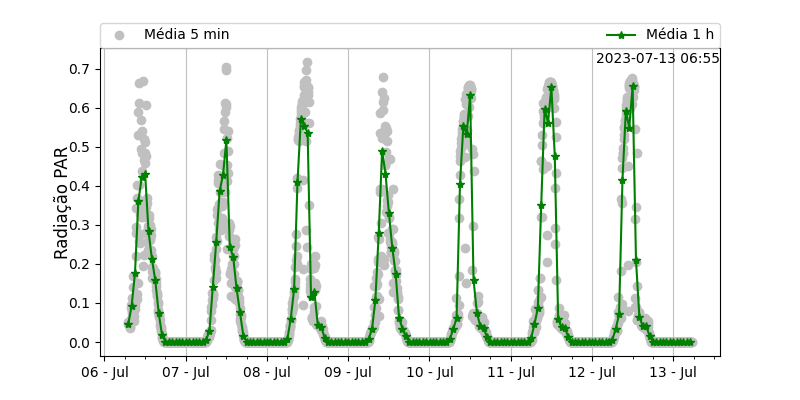 Média 5 min
Média 1 h
2023-07-13 06:55
Radiação PAR
0.7
0.6
0.5
0.4
0.3
0.2
0.1
0.0
06 - Jul
07 - Jul
08 - Jul
09 - Jul
10 - Jul
11 - Jul
12 - Jul
13 - Jul